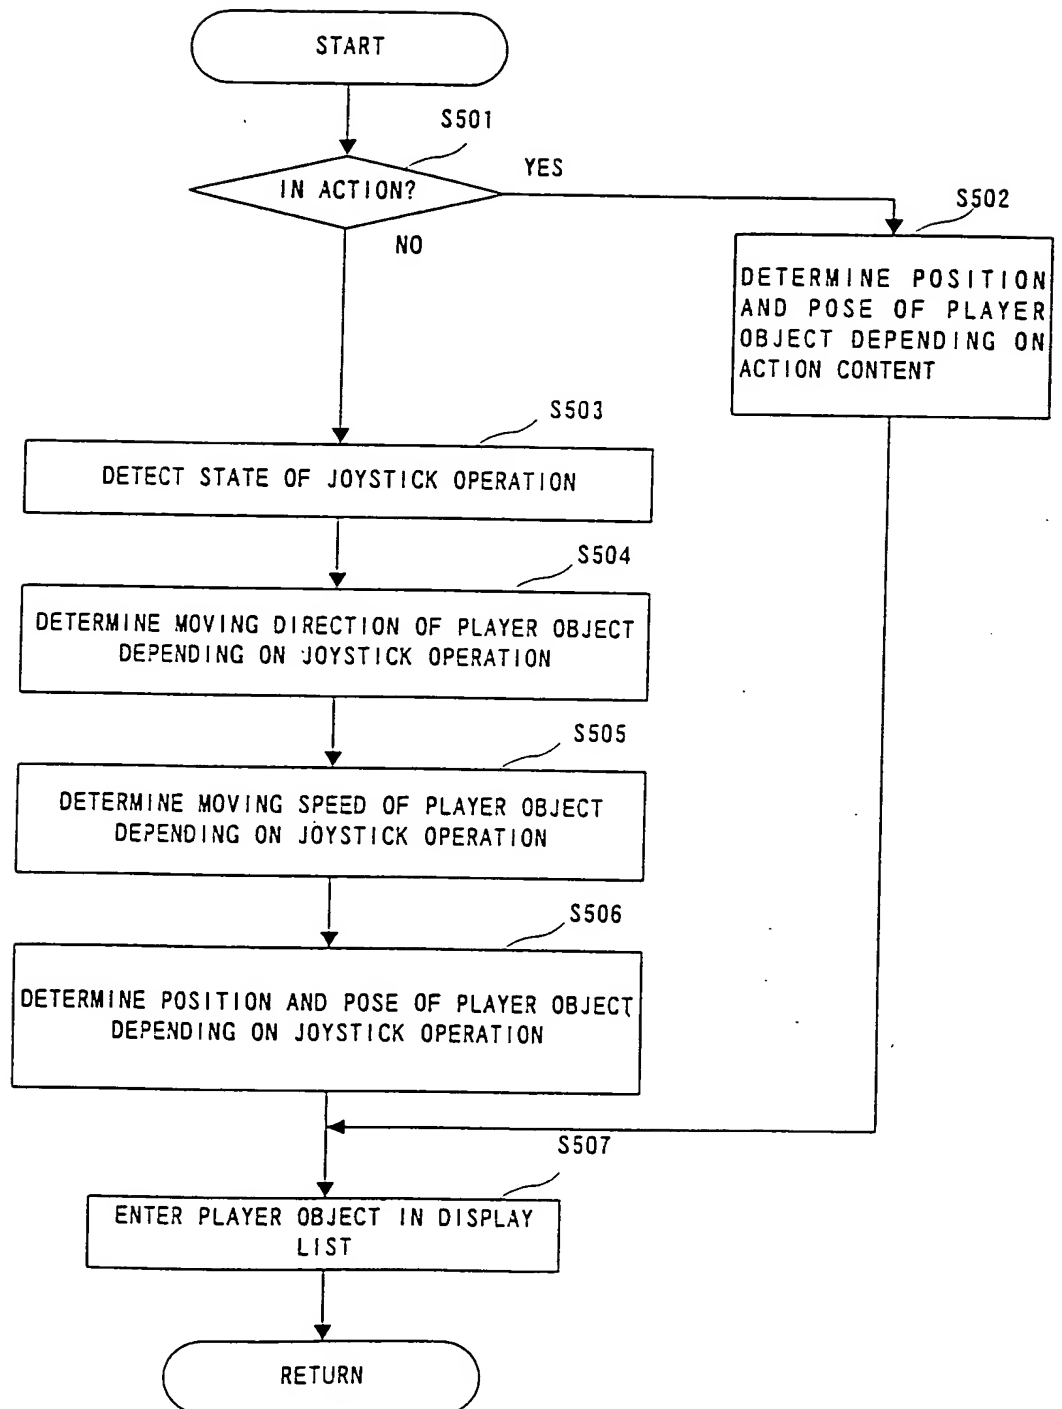 START
S501
IN ACTION?
YES
NO
S502
DETERMINE POSITION
AND POSE OF PLAYER
OBJECT DEPENDING ON
ACTION CONTENT
S503
DETECT STATE OF JOYSTICK OPERATION
S504
DETERMINE MOVING DIRECTION OF PLAYER OBJECT
DEPENDING ON JOYSTICK OPERATION
S505
DETERMINE MOVING SPEED OF PLAYER OBJECT
DEPENDING ON JOYSTICK OPERATION
S506
DETERMINE POSITION AND POSE OF PLAYER OBJECT
DEPENDING ON JOYSTICK OPERATION
S507
ENTER PLAYER OBJECT IN DISPLAY
LIST
RETURN